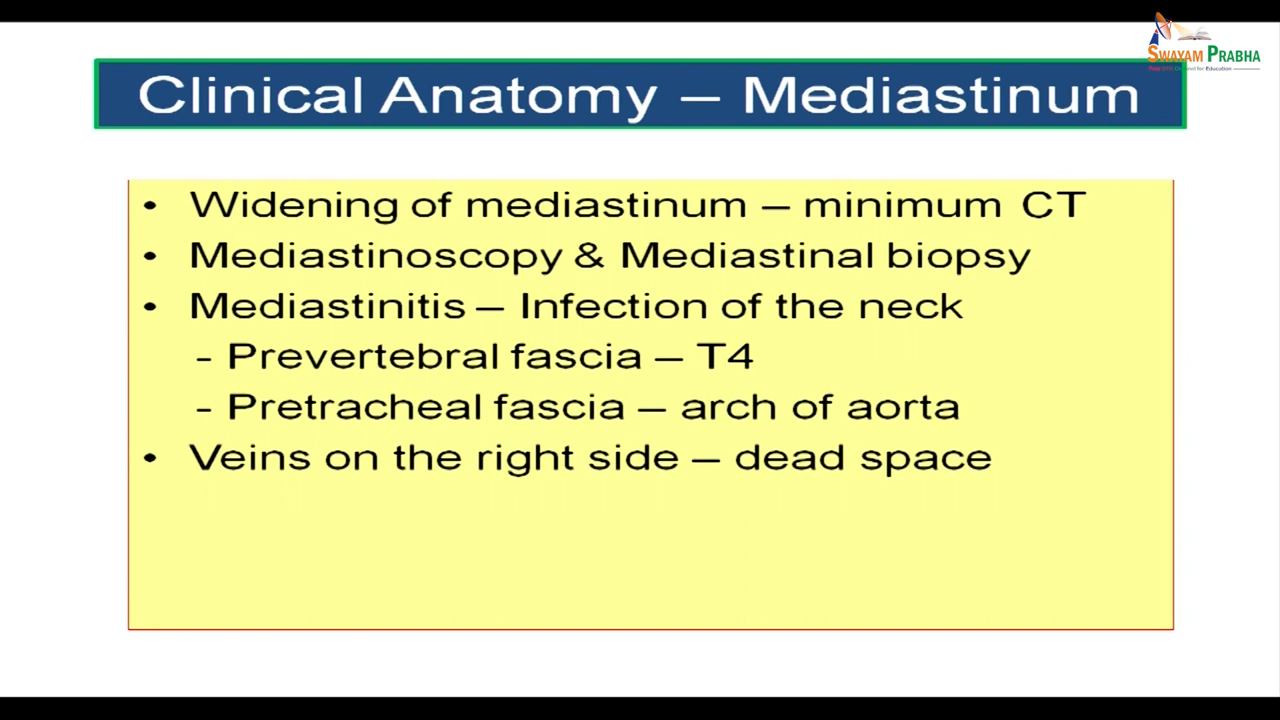 SWAYAM PRABHA
Clinical Anatomy – Mediastinum
• Widening of mediastinum – minimum CT
• Mediastinoscopy & Mediastinal biopsy
• Mediastinitis – Infection of the neck
- Prevertebral fascia – T4
- Pretracheal fascia – arch of aorta
• Veins on the right side – dead space